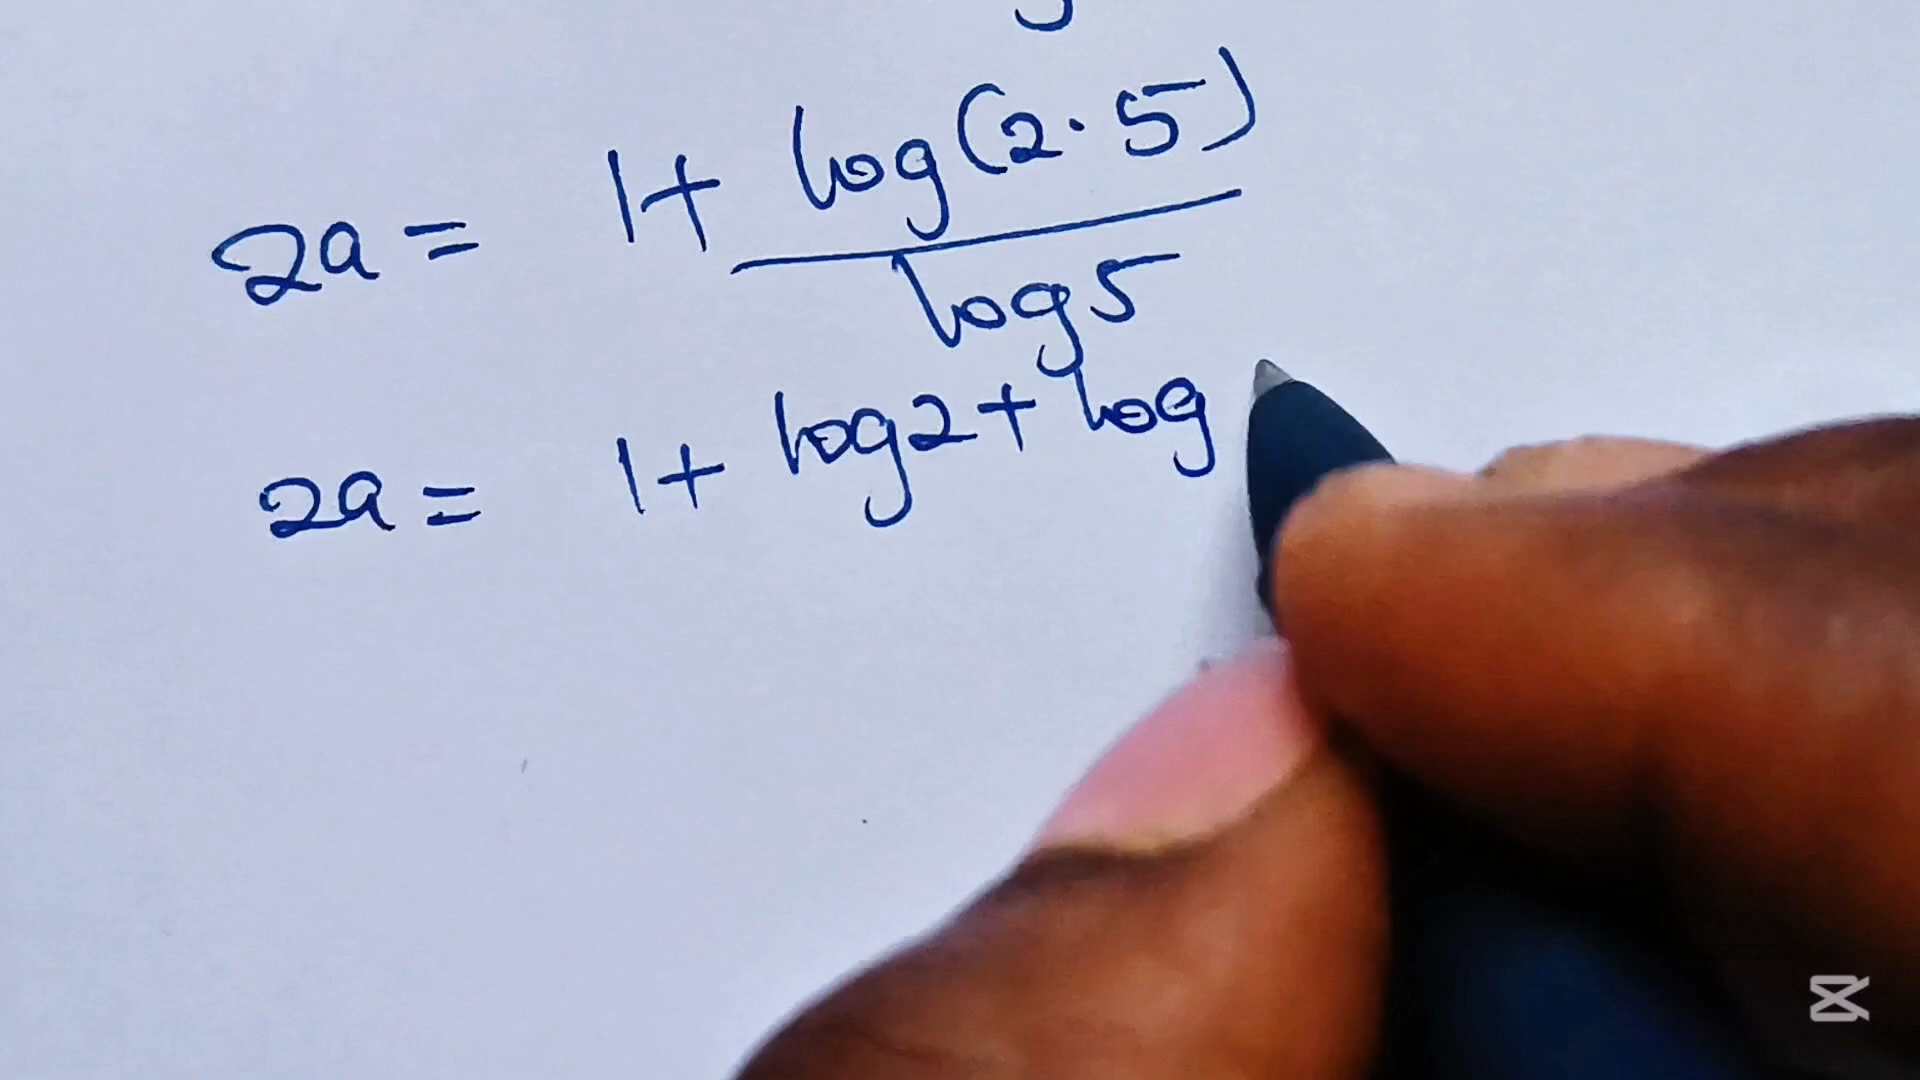 2a = 1 + log(2·5)
log5
2a = 1 + log2 + log